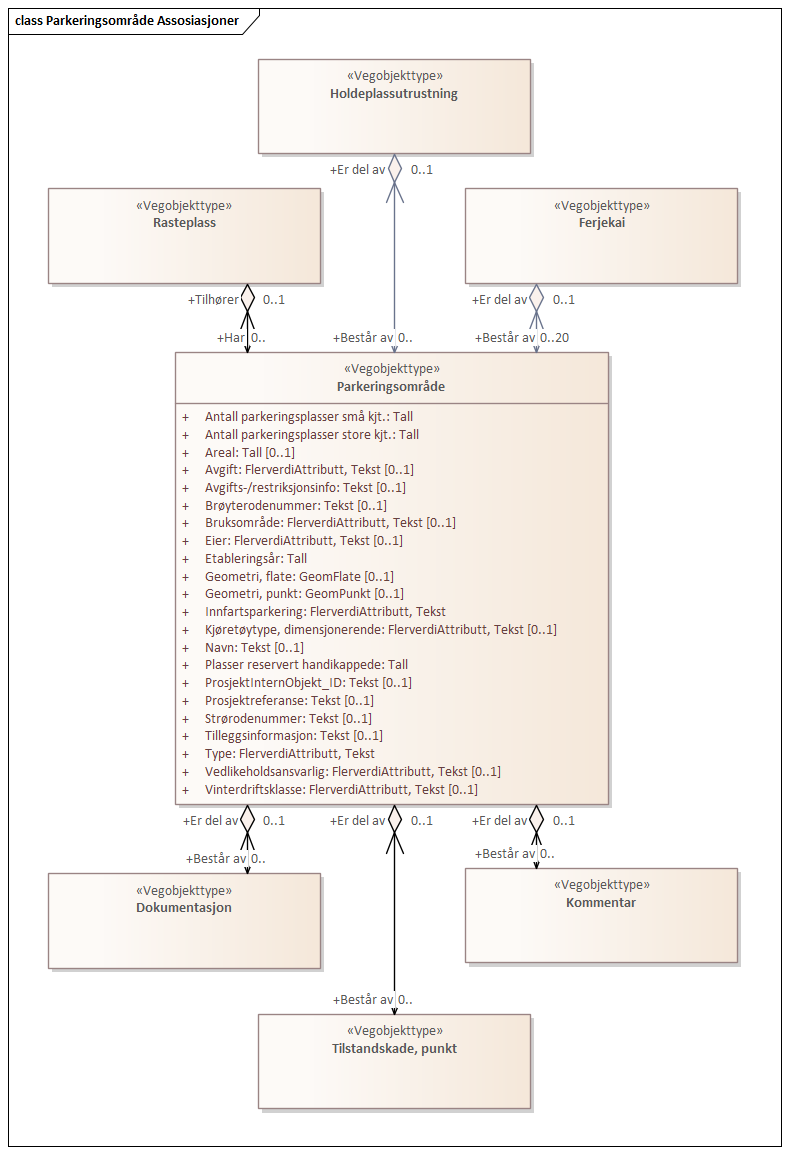 class Parkeringsområde Assosiasjoner
«Vegobjekttype»
Holdeplassutrustning
+Er del av 0..1
«Vegobjekttype»
Rasteplass
«Vegobjekttype»
Ferjekai
+Tilhører 0..1
+Er del av 0..1
+Har 0..
+Består av 0..
+Består av 0..20
«Vegobjekttype»
Parkeringsområde
+ Antall parkeringsplasser små kjt.: Tall
+ Antall parkeringsplasser store kjt.: Tall
+ Areal: Tall [0..1]
+ Avgift: FlerverdiAttributt, Tekst [0..1]
+ Avgifts-/restriksjonsinfo: Tekst [0..1]
+ Brøyterodenummer: Tekst [0..1]
+ Bruksområde: FlerverdiAttributt, Tekst [0..1]
+ Eier: FlerverdiAttributt, Tekst [0..1]
+ Etableringsår: Tall
+ Geometri, flate: GeomFlate [0..1]
+ Geometri, punkt: GeomPunkt [0..1]
+ Innfartsparkering: FlerverdiAttributt, Tekst
+ Kjøretøytype, dimensjonerende: FlerverdiAttributt, Tekst [0..1]
+ Navn: Tekst [0..1]
+ Plasser reservert handikappede: Tall
+ ProsjektInternObjekt_ID: Tekst [0..1]
+ Prosjektreferanse: Tekst [0..1]
+ Strørodenummer: Tekst [0..1]
+ Tilleggsinformasjon: Tekst [0..1]
+ Type: FlerverdiAttributt, Tekst
+ Vedlikeholdsansvarlig: FlerverdiAttributt, Tekst [0..1]
+ Vinterdriftsklasse: FlerverdiAttributt, Tekst [0..1]
+Er del av 0..1
+Er del av 0..1
+Er del av 0..1
+Består av 0..
+Består av 0..
«Vegobjekttype»
Dokumentasjon
«Vegobjekttype»
Kommentar
+Består av 0..
«Vegobjekttype»
Tilstandskade, punkt